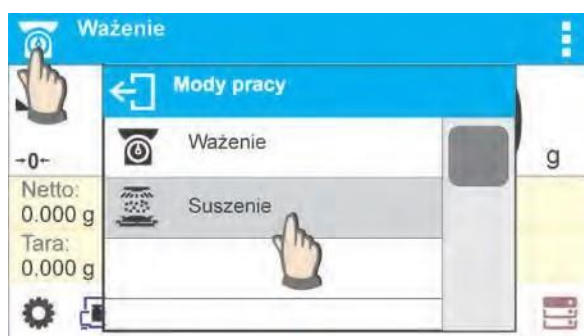 Ważenie
Mody pracy
Ważenie
Suszenie
→0←
g
Netto:
0.000 g
Tara:
0.000 g